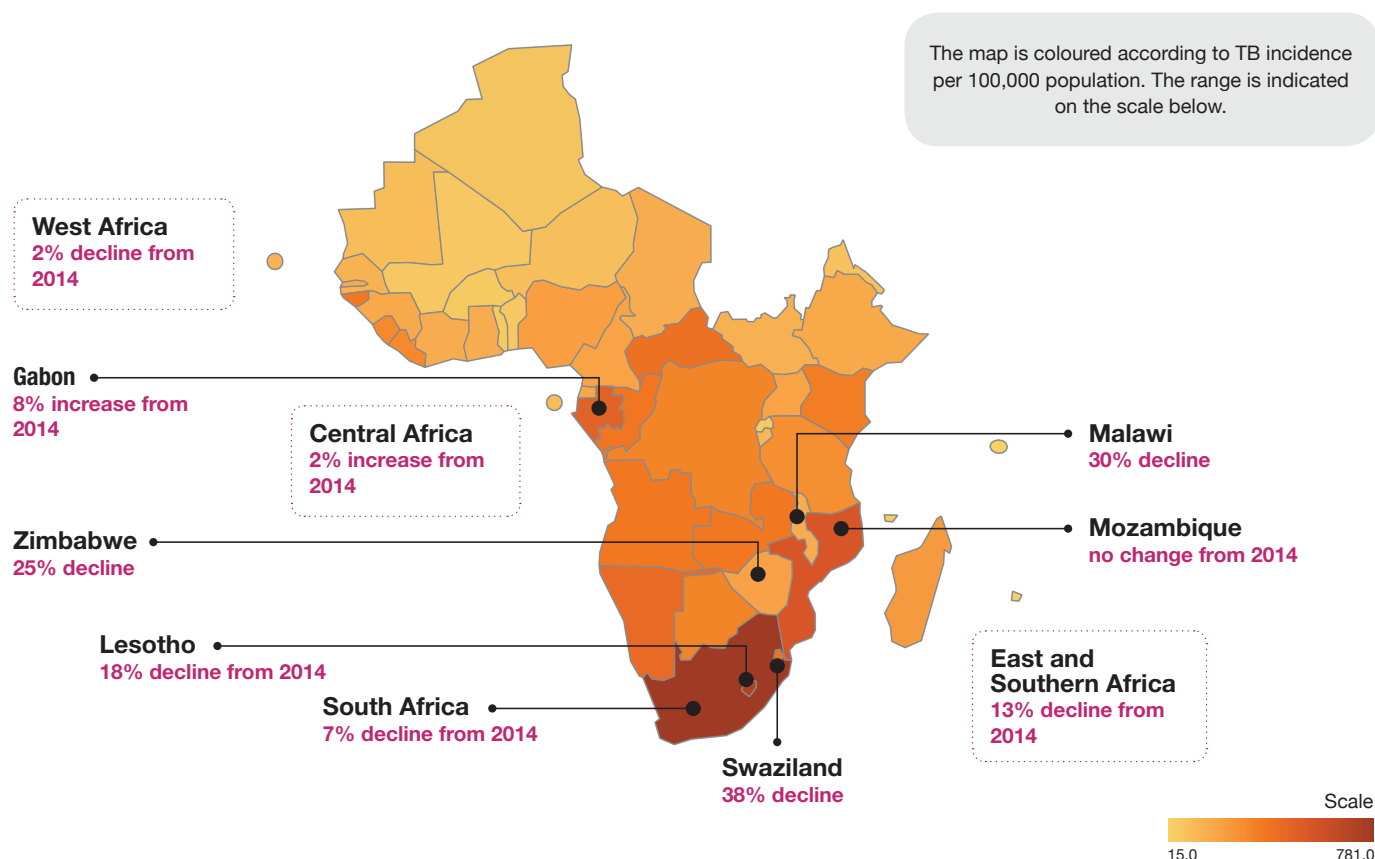 The map is coloured according to TB incidence
per 100,000 population. The range is indicated
on the scale below.
West Africa
2% decline from
2014
Gabon
8% increase from
2014
Central Africa
2% increase from
2014
Malawi
30% decline
Zimbabwe
25% decline
Mozambique
no change from 2014
Lesotho
18% decline from 2014
East and
Southern Africa
13% decline from
2014
South Africa
7% decline from 2014
Swaziland
38% decline
Scale
15.0
781.0